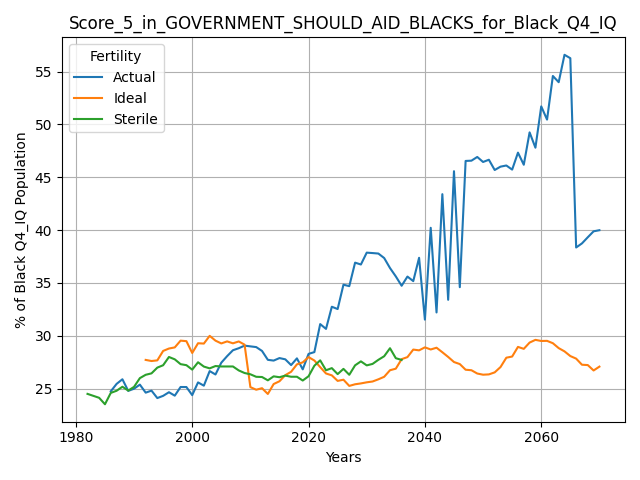 Score_5_in_GOVERNMENT_SHOULD_AID_BLACKS_for_Black_Q4_IQ
Fertility
Actual
Ideal
Sterile
% of Black Q4_IQ Population
55
50
45
40
35
30
25
1980
2000
2020
2040
2060
Years